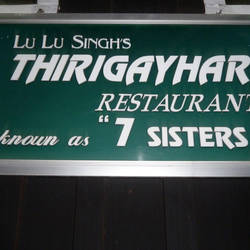 LU LU SINGH'S
THIRIGAYHAR
RESTAURANT
known as "7 SISTERS